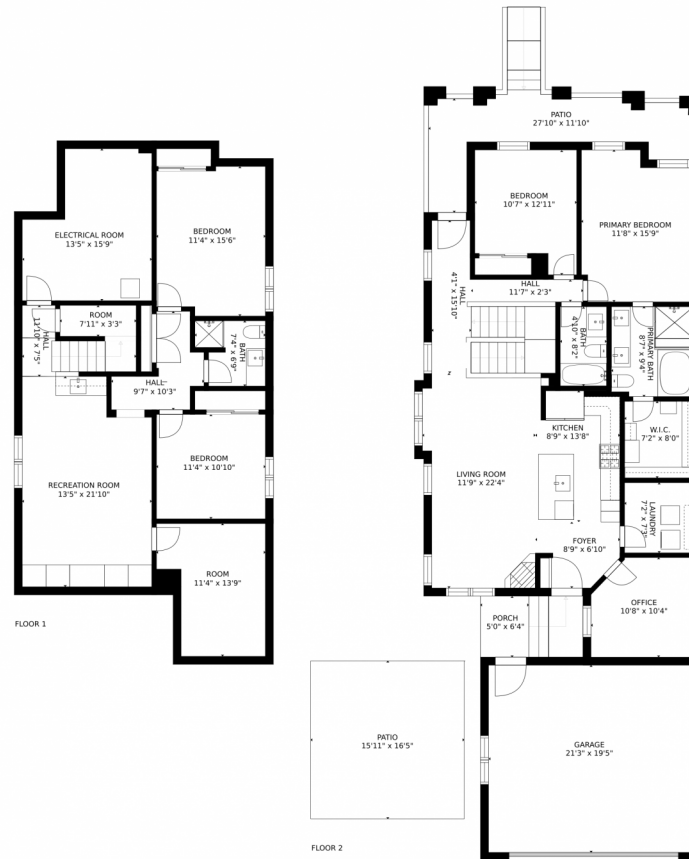 PATIO
27'10" x 11'10"
ELECTRICAL ROOM
13'5" x 15'9"
BEDROOM
11'4" x 15'6"
BEDROOM
10'7" x 12'11"
PRIMARY BEDROOM
11'8" x 15'9"
HALL
11'7" x 2'3"
HALL
4'1" x 15'10"
ROOM
7'11" x 3'3"
HALL
11'10" x 7'5"
BATH
7'4" x 6'9"
BATH
4'10" x 8'2"
PRIMARY BATH
8'7" x 9'4"
HALL
9'7" x 10'3"
KITCHEN
8'9" x 13'8"
W.I.C.
7'2" x 8'0"
BEDROOM
11'4" x 10'10"
LIVING ROOM
11'9" x 22'4"
RECREATION ROOM
13'5" x 21'10"
LAUNDRY
7'2" x 7'3"
FOYER
8'9" x 6'10"
ROOM
11'4" x 13'9"
OFFICE
10'8" x 10'4"
PORCH
5'0" x 6'4"
FLOOR 1
PATIO
15'11" x 16'5"
GARAGE
21'3" x 19'5"
FLOOR 2